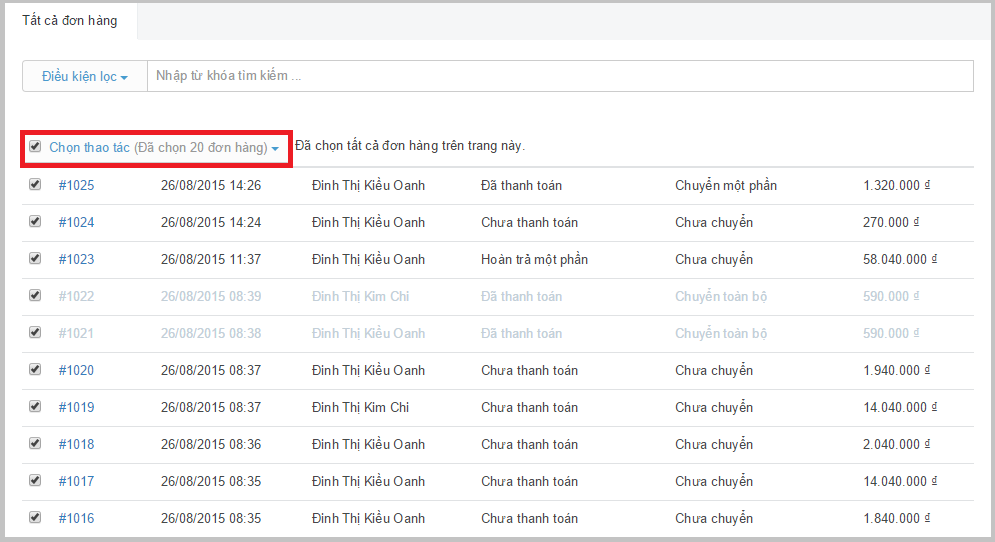 Tất cả đơn hàng
Điều kiện lọc Nhập từ khóa tìm kiếm ...
Chọn thao tác (Đã chọn 20 đơn hàng) Đã chọn tất cả đơn hàng trên trang này.
#1025 26/08/2015 14:26 Đinh Thị Kiều Oanh Đã thanh toán Chuyển một phần 1.320.000 ₫
#1024 26/08/2015 14:24 Đinh Thị Kiều Oanh Chưa thanh toán Chưa chuyển 270.000 ₫
#1023 26/08/2015 11:37 Đinh Thị Kiều Oanh Hoàn trả một phần Chưa chuyển 58.040.000 ₫
#1022 26/08/2015 08:39 Đinh Thị Kim Chi Đã thanh toán Chuyển toàn bộ 590.000 ₫
#1021 26/08/2015 08:38 Đinh Thị Kiều Oanh Đã thanh toán Chuyển toàn bộ 590.000 ₫
#1020 26/08/2015 08:37 Đinh Thị Kiều Oanh Chưa thanh toán Chưa chuyển 1.940.000 ₫
#1019 26/08/2015 08:37 Đinh Thị Kim Chi Chưa thanh toán Chưa chuyển 14.040.000 ₫
#1018 26/08/2015 08:36 Đinh Thị Kiều Oanh Chưa thanh toán Chưa chuyển 2.040.000 ₫
#1017 26/08/2015 08:35 Đinh Thị Kiều Oanh Chưa thanh toán Chưa chuyển 14.040.000 ₫
#1016 26/08/2015 08:35 Đinh Thị Kiều Oanh Chưa thanh toán Chưa chuyển 1.840.000 ₫